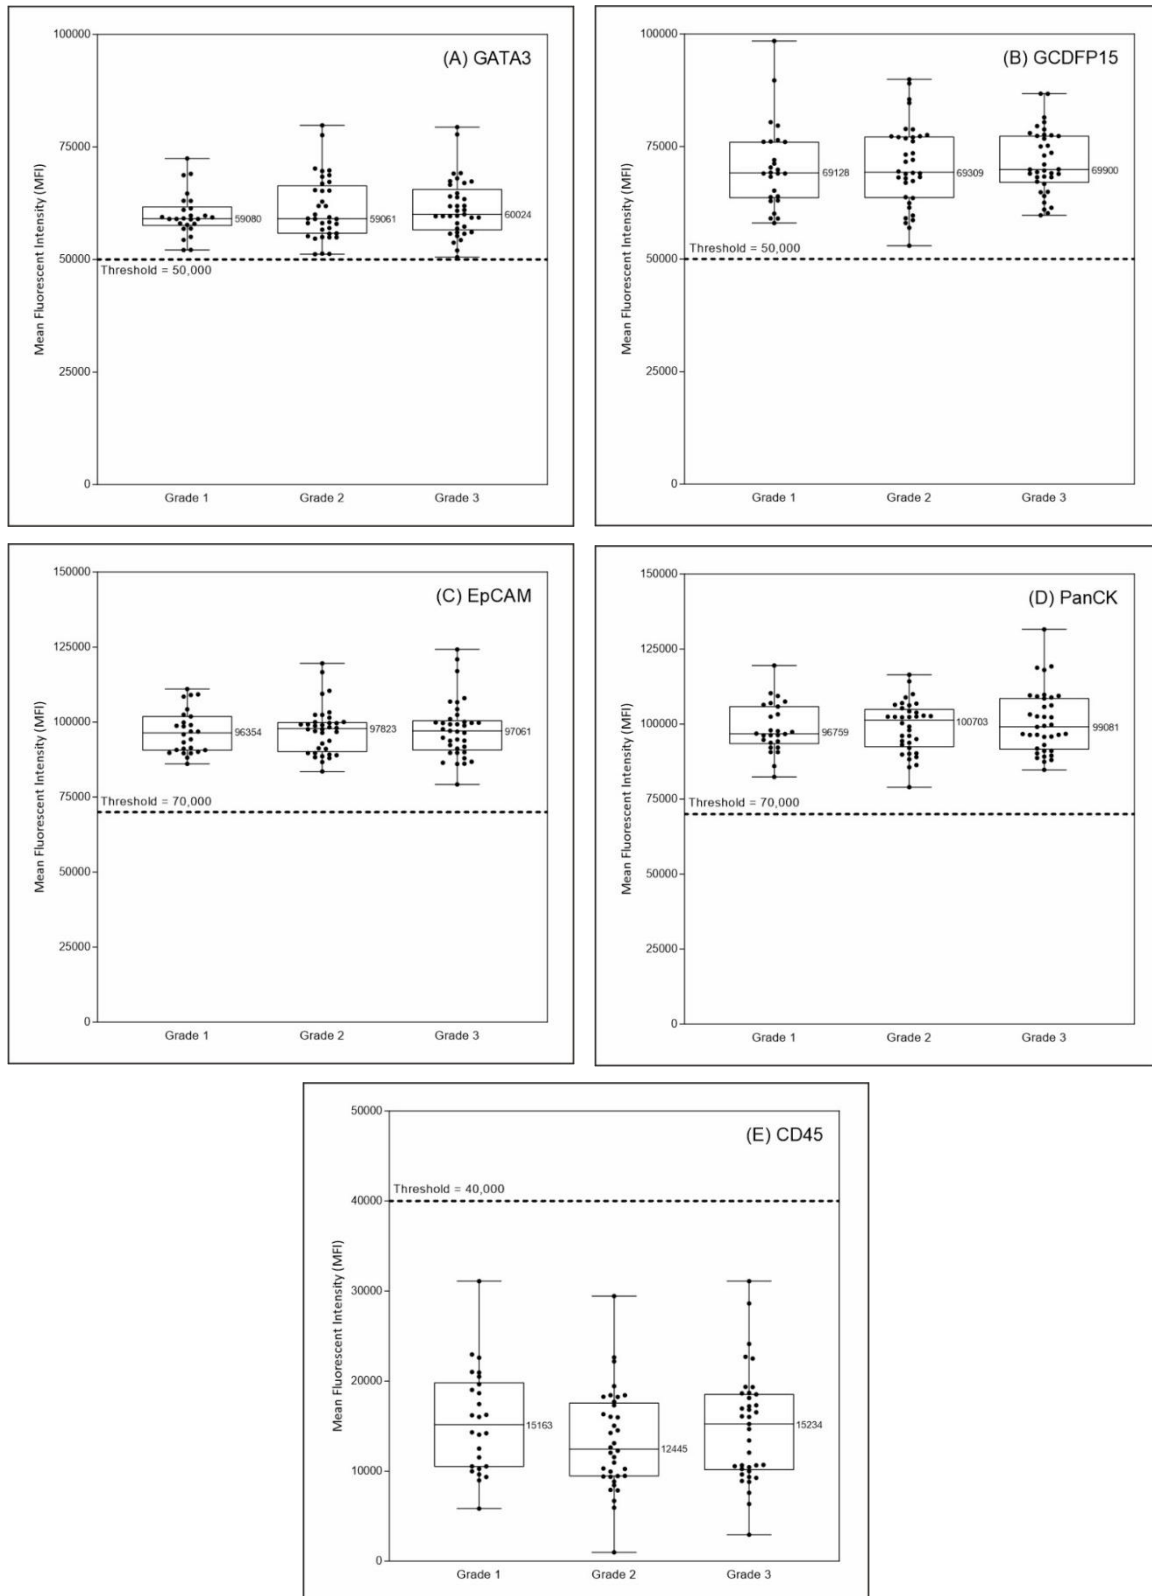 (A) GATA3
Mean Fluorescent Intensity (MFI)
100000
75000
50000
25000
0
Threshold = 50,000
59080
59061
60024
Grade 1
Grade 2
Grade 3
(B) GCDFP15
Mean Fluorescent Intensity (MFI)
100000
75000
50000
25000
0
Threshold = 50,000
69128
69309
69900
Grade 1
Grade 2
Grade 3
(C) EpCAM
Mean Fluorescent Intensity (MFI)
150000
125000
100000
75000
50000
25000
0
Threshold = 70,000
96354
97823
97061
Grade 1
Grade 2
Grade 3
(D) PanCK
Mean Fluorescent Intensity (MFI)
150000
125000
100000
75000
50000
25000
0
Threshold = 70,000
96759
100703
99081
Grade 1
Grade 2
Grade 3
(E) CD45
Mean Fluorescent Intensity (MFI)
50000
40000
30000
20000
10000
0
Threshold = 40,000
15163
12445
15234
Grade 1
Grade 2
Grade 3